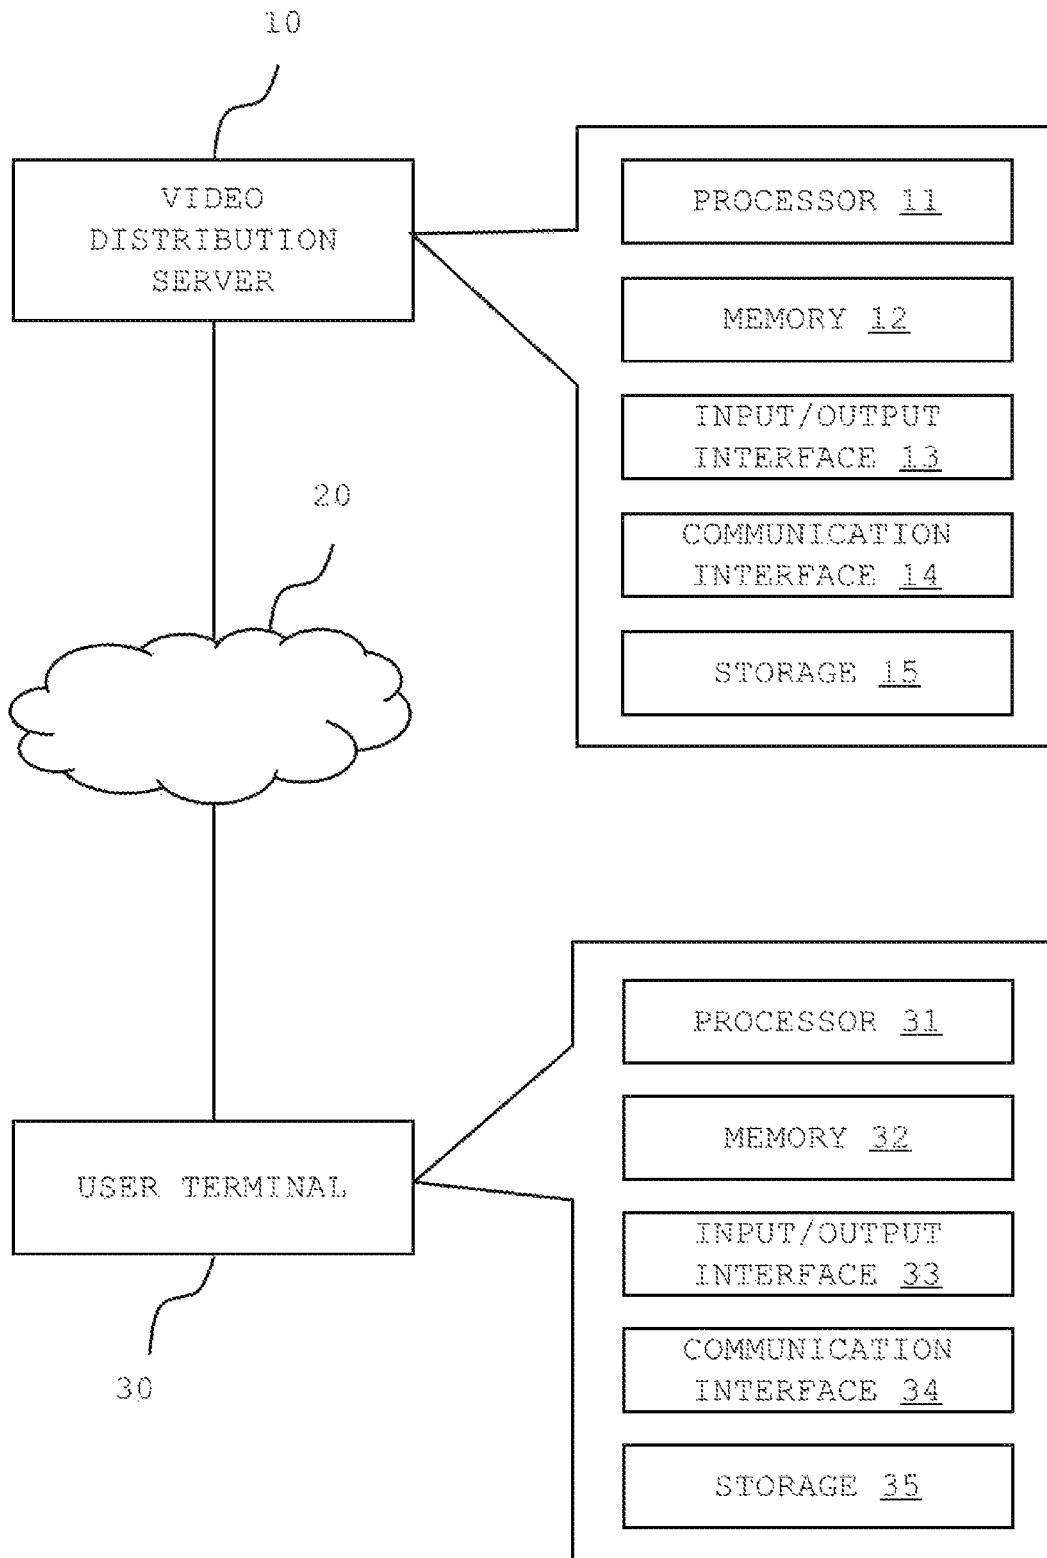 10
VIDEO
DISTRIBUTION
SERVER
PROCESSOR 11
MEMORY 12
INPUT/OUTPUT
INTERFACE 13
COMMUNICATION
INTERFACE 14
STORAGE 15
20
USER TERMINAL
30
PROCESSOR 31
MEMORY 32
INPUT/OUTPUT
INTERFACE 33
COMMUNICATION
INTERFACE 34
STORAGE 35